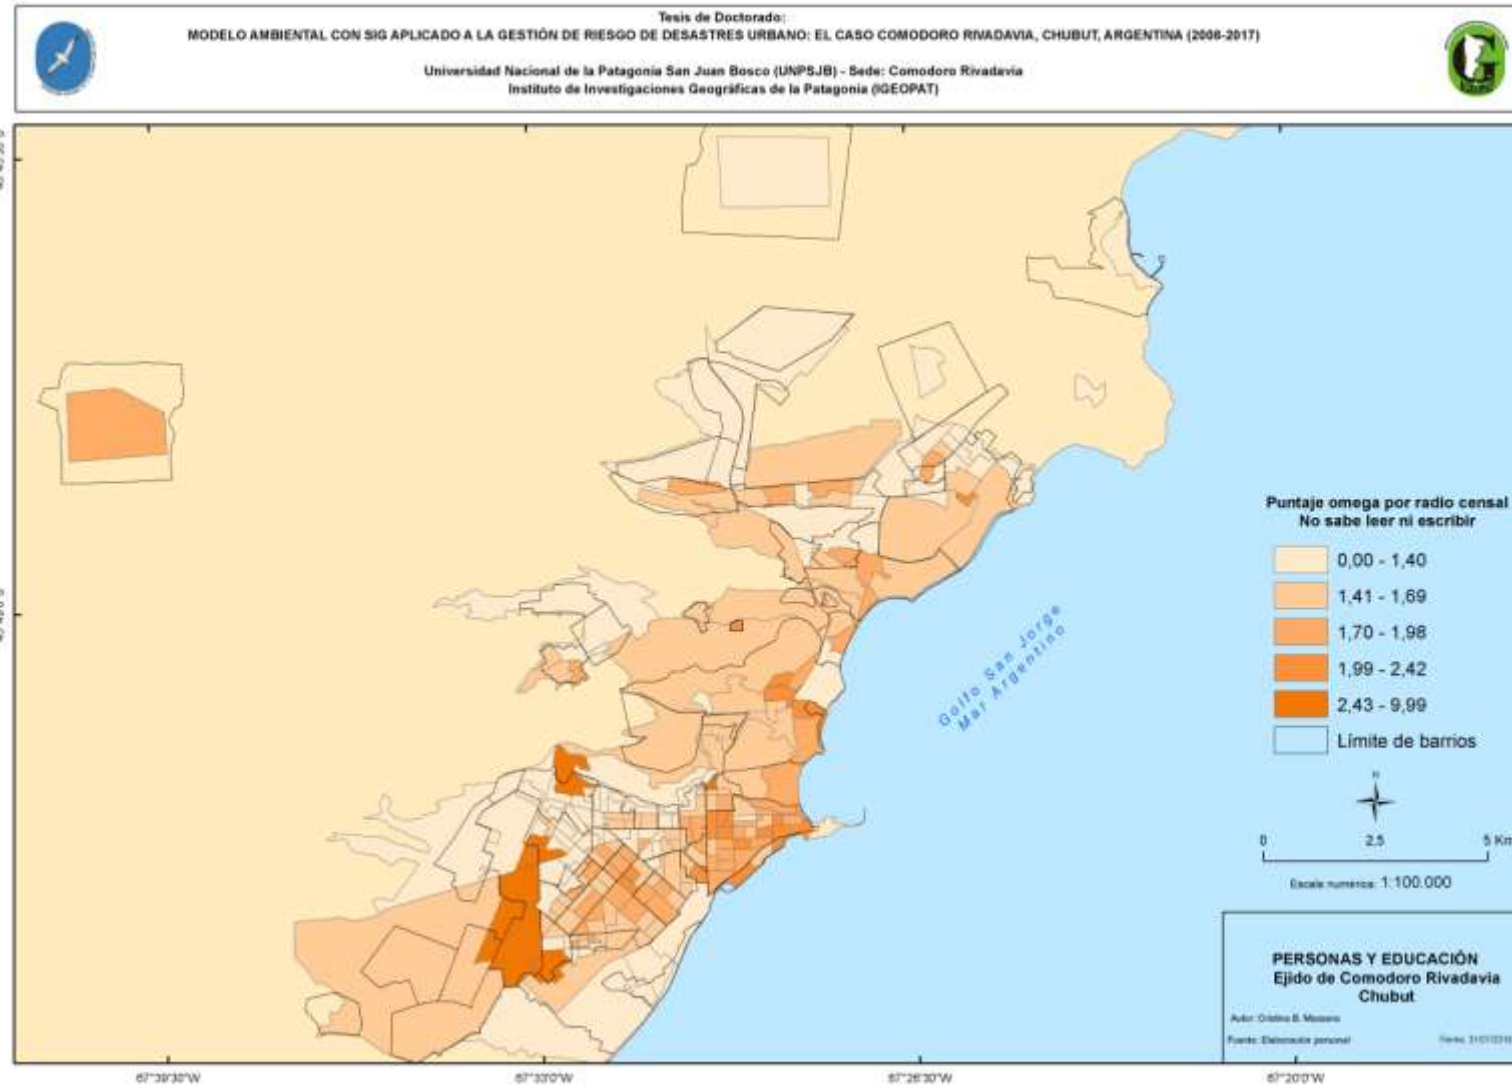 Tesis de Doctorado:
MODELO AMBIENTAL CON SIG APLICADO A LA GESTIÓN DE RIESGO DE DESASTRES URBANO: EL CASO COMODORO RIVADAVIA, CHUBUT, ARGENTINA (2006-2017)
Universidad Nacional de la Patagonia San Juan Bosco (UNPSJB) - Sede: Comodoro Rivadavia
Instituto de Investigaciones Geográficas de la Patagonia (IGEOPAT)
Golfo San Jorge
Mar Argentino
Puntaje omega por radio censal
No sabe leer ni escribir
0,00 - 1,40
1,41 - 1,69
1,70 - 1,98
1,99 - 2,42
2,43 - 9,99
Límite de barrios
N
0 2,5 5 Km
Escala numérica: 1:100.000
PERSONAS Y EDUCACIÓN
Ejido de Comodoro Rivadavia
Chubut
Autor: Cristina B.
Fuente: Elaboración personal
67°39'30"W 67°33'0"W 67°26'30"W 67°20'0"W